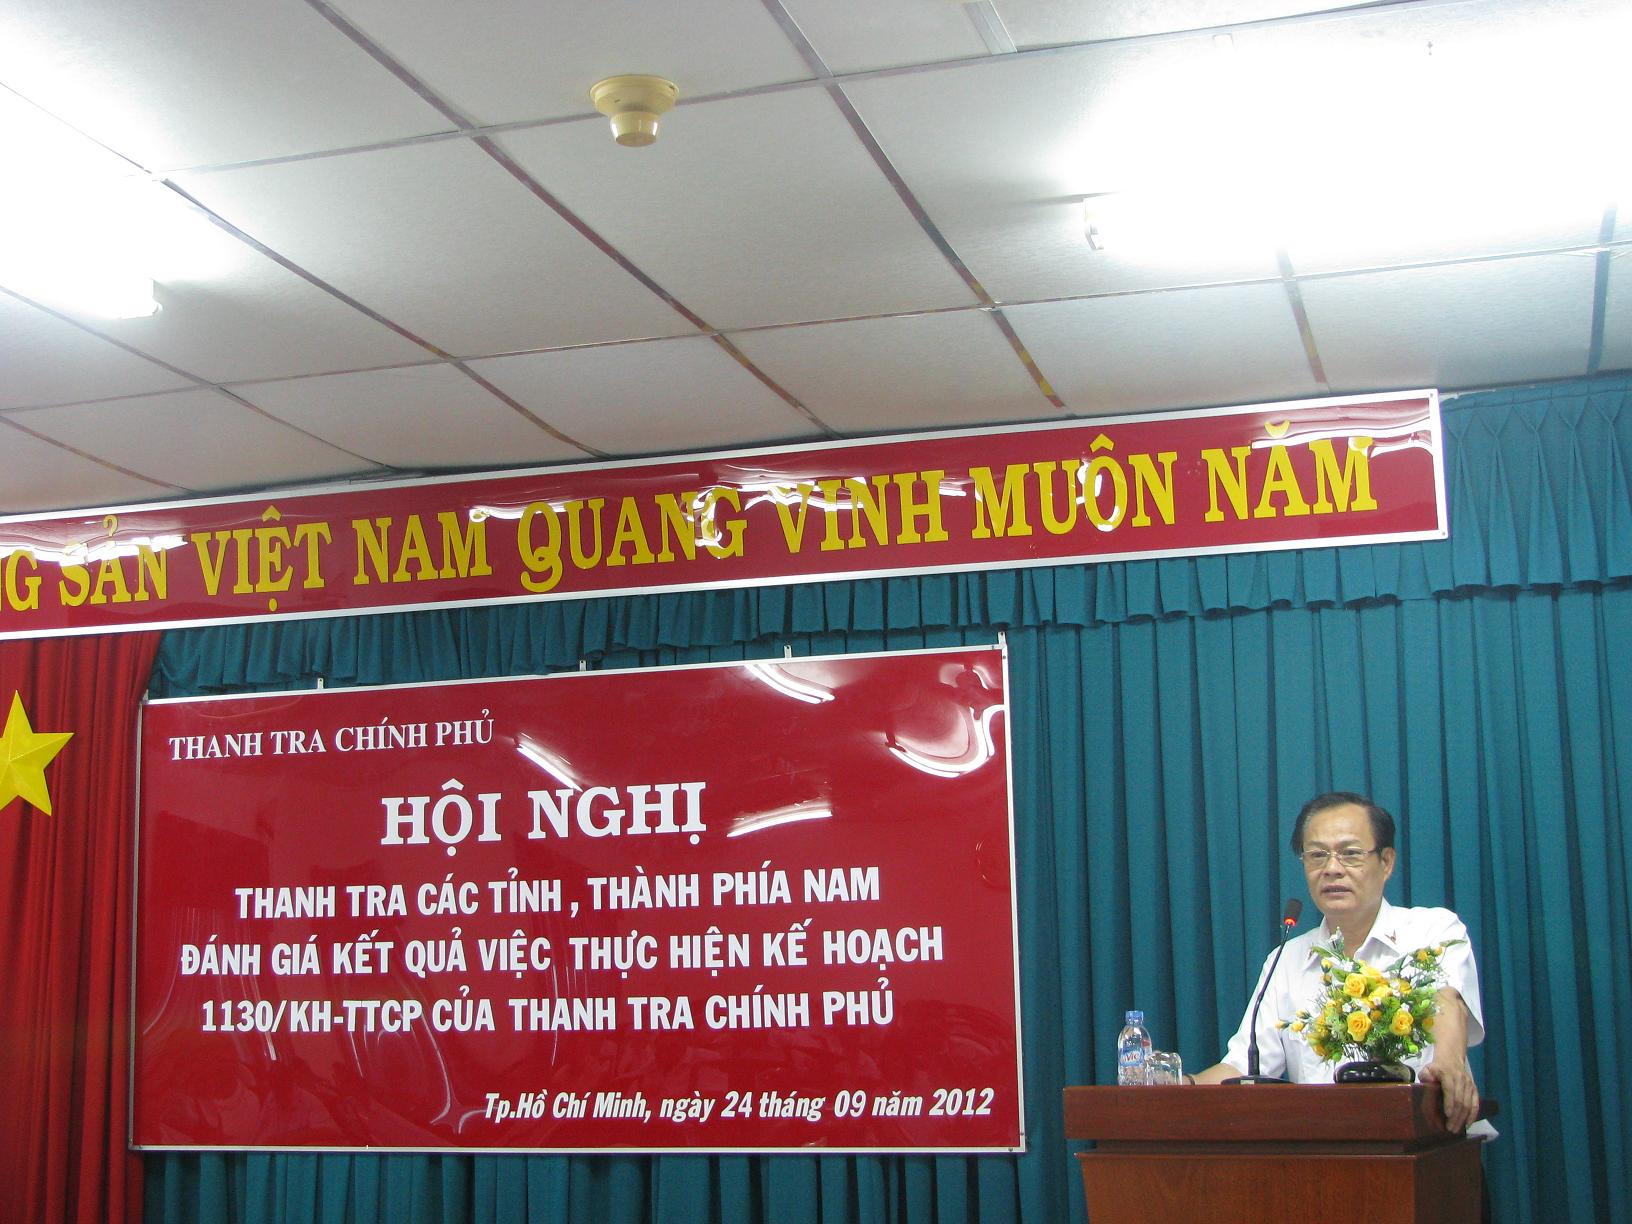 NG SẢN VIỆT NAM QUANG VINH MUÔN NĂM
THANH TRA CHÍNH PHỦ
HỘI NGHỊ
THANH TRA CÁC TỈNH , THÀNH PHÍA NAM
ĐÁNH GIÁ KẾT QUẢ VIỆC THỰC HIỆN KẾ HOẠCH
1130/KH-TTCP CỦA THANH TRA CHÍNH PHỦ
Tp.Hồ Chí Minh, ngày 24 tháng 09 năm 2012